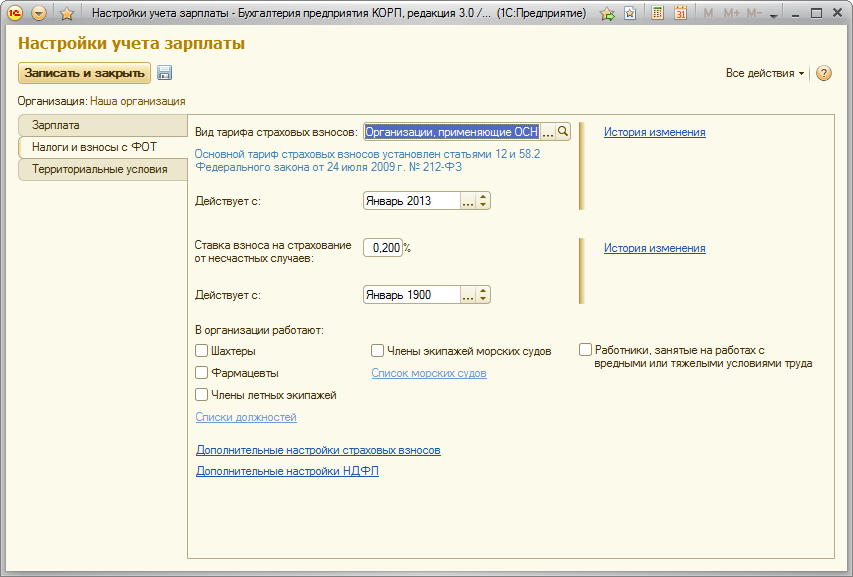 Настройки учета зарплаты - Бухгалтерия предприятия КОРП, редакция 3.0 /... (1С:Предприятие)
M M+ M-
Настройки учета зарплаты
Записать и закрыть
Все действия
?
Организация: Наша организация
Зарплата
Налоги и взносы с ФОТ
Территориальные условия
Вид тарифа страховых взносов: Организации, применяющие ОСН ...
История изменения
Основной тариф страховых взносов установлен статьями 12 и 58.2
Федерального закона от 24 июля 2009 г. № 212-ФЗ
Действует с: Январь 2013 ...
Ставка взноса на страхование
от несчастных случаев:
0,200 %
История изменения
Действует с: Январь 1900 ...
В организации работают:
Шахтеры
Члены экипажей морских судов
Работники, занятые на работах с
вредными или тяжелыми условиями труда
Фармацевты
Список морских судов
Члены летных экипажей
Списки должностей
Дополнительные настройки страховых взносов
Дополнительные настройки НДФЛ